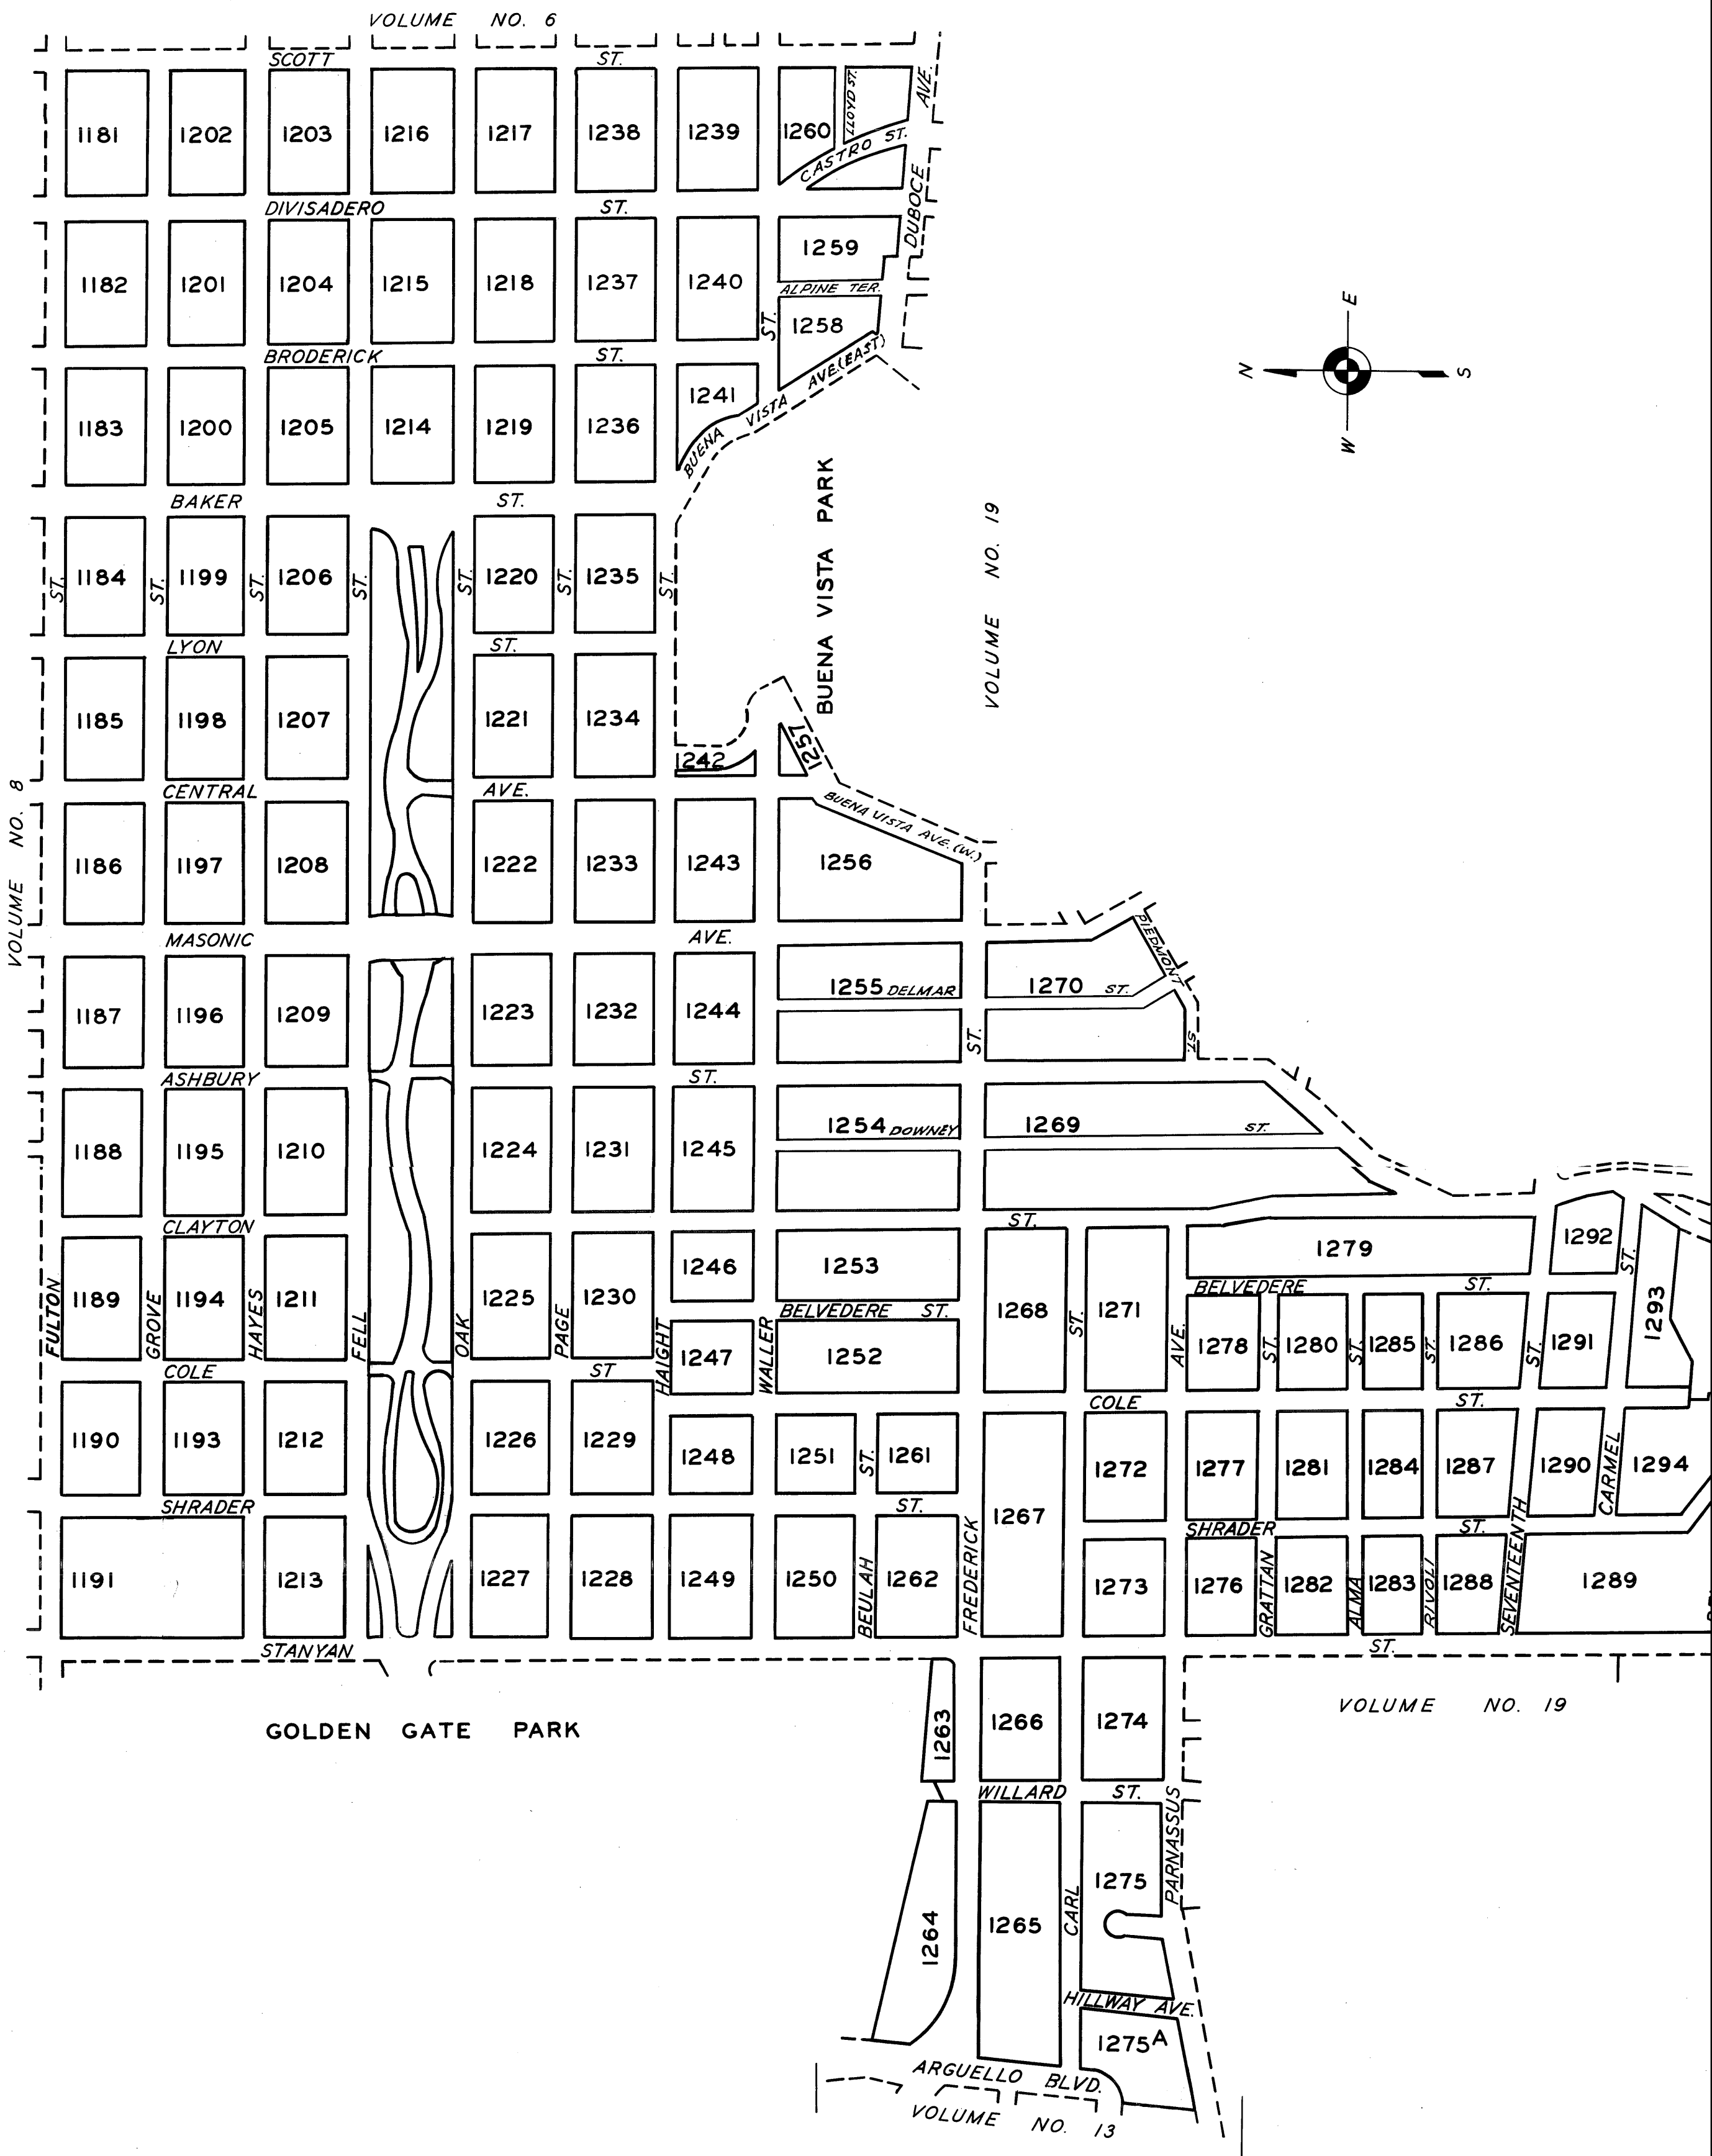 VOLUME NO. 6
SCOTT ST.
1181 1202 1203 1216 1217 1238 1239 1260
LLOYD ST.
CASTRO ST.
DUBOCE AVE.
DIVISADERO ST.
1182 1201 1204 1215 1218 1237 1240 1259
ALPINE TER.
1258
ST.
BRODERICK ST.
BUENA VISTA AVE.(EAST)
1183 1200 1205 1214 1219 1236 1241
E
N S
W
BAKER ST.
BUENA VISTA PARK
VOLUME NO. 19
1184 1199 1206 1220 1235
ST. ST. ST. ST. ST. ST. ST.
LYON ST.
1185 1198 1207 1221 1234 1242 1257
VOLUME NO. 8
CENTRAL AVE.
BUENA VISTA AVE.(W.)
1186 1197 1208 1222 1233 1243 1256
MASONIC AVE.
PIEDMONT ST.
1187 1196 1209 1223 1232 1244 1255 DELMAR 1270 ST.
ST.
ASHBURY ST.
1188 1195 1210 1224 1231 1245 1254 DOWNEY 1269 ST.
CLAYTON ST.
1189 1194 1211 1225 1230 1246 1253 1268 1271 1279 1292 1293
FULTON GROVE HAYES FELL OAK PAGE HAIGHT WALLER
BELVEDERE ST.
BELVEDERE ST.
ST.
1247 1252 1278 1280 1285 1286 1291
ST. AVE. ST. ST. ST. ST.
COLE ST
COLE ST.
1190 1193 1212 1226 1229 1248 1251 1261 1267 1272 1277 1281 1284 1287 1290 1294
ST.
CARMEL
SHRADER ST.
SHRADER ST.
1191 1213 1227 1228 1249 1250 1262 1273 1276 1282 1283 1288 1289
BEULAH FREDERICK GRATTAN ALMA RIVOLI SEVENTEENTH
STANYAN ST.
GOLDEN GATE PARK
VOLUME NO. 19
1263 1266 1274
WILLARD ST.
PARNASSUS
1264 1265 CARL 1275
HILLWAY AVE.
1275A
ARGUELLO BLVD.
VOLUME NO. 13